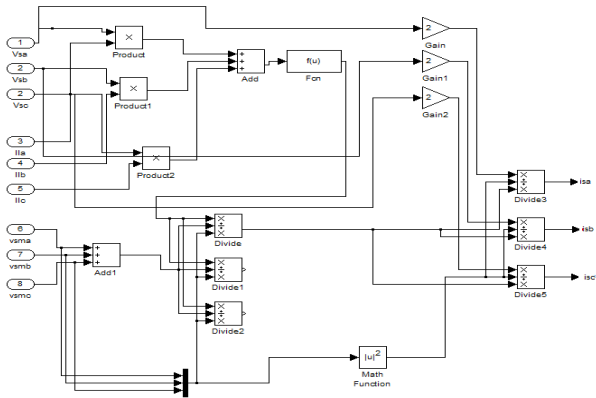 1
Vsa
2
Vsb
2
Vsc
3
IIa
4
IIb
5
IIc
6
vsma
7
vsmb
8
vsmc
×
Product
×
Product1
×
Product2
+
+
+
Add
f(u)
Fcn
2
Gain
2
Gain1
2
Gain2
+
+
+
Add1
×
÷
×
Divide
×
÷
×
Divide1
×
÷
×
Divide2
|u|2
Math
Function
×
÷
×
Divide3
isa
×
÷
×
Divide4
isb
×
÷
×
Divide5
isc